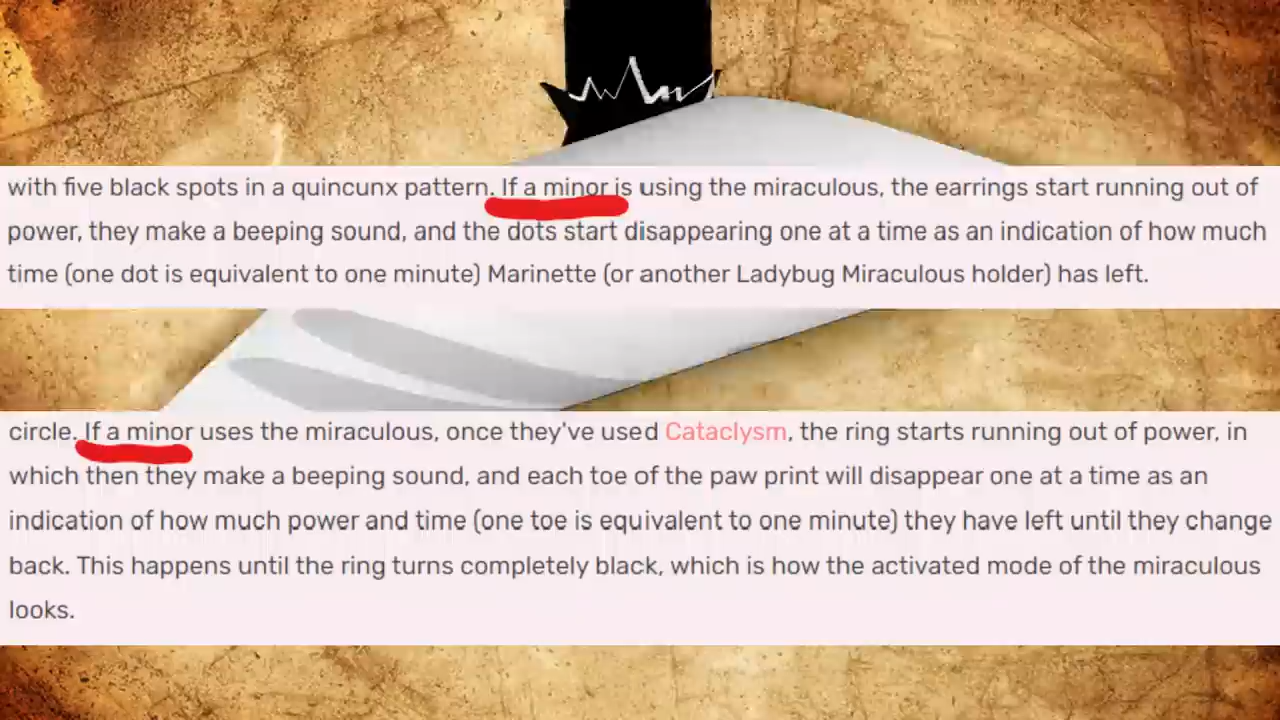 with five black spots in a quincunx pattern. If a minor is using the miraculous, the earrings start running out of
power, they make a beeping sound, and the dots start disappearing one at a time as an indication of how much
time (one dot is equivalent to one minute) Marinette (or another Ladybug Miraculous holder) has left.
circle. If a minor uses the miraculous, once they've used Cataclysm, the ring starts running out of power, in
which then they make a beeping sound, and each toe of the paw print will disappear one at a time as an
indication of how much power and time (one toe is equivalent to one minute) they have left until they change
back. This happens until the ring turns completely black, which is how the activated mode of the miraculous
looks.